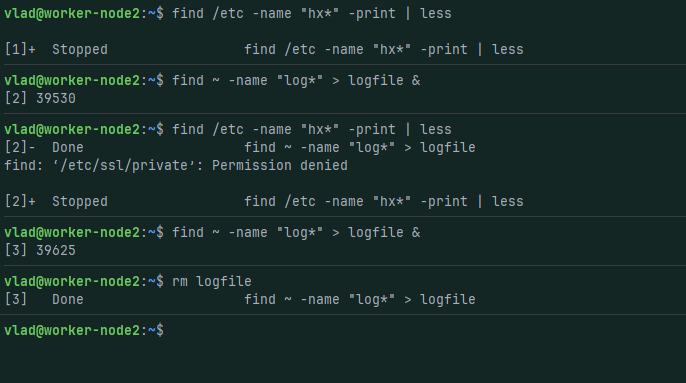 vlad@worker-node2:~$ find /etc -name "hx*" -print | less
[1]+  Stopped                 find /etc -name "hx*" -print | less
vlad@worker-node2:~$ find ~ -name "log*" > logfile &
[2] 39530
vlad@worker-node2:~$ find /etc -name "hx*" -print | less
[2]-  Done                    find ~ -name "log*" > logfile
find: ‘/etc/ssl/private’: Permission denied
[2]+  Stopped                 find /etc -name "hx*" -print | less
vlad@worker-node2:~$ find ~ -name "log*" > logfile &
[3] 39625
vlad@worker-node2:~$ rm logfile
[3]   Done                    find ~ -name "log*" > logfile
vlad@worker-node2:~$